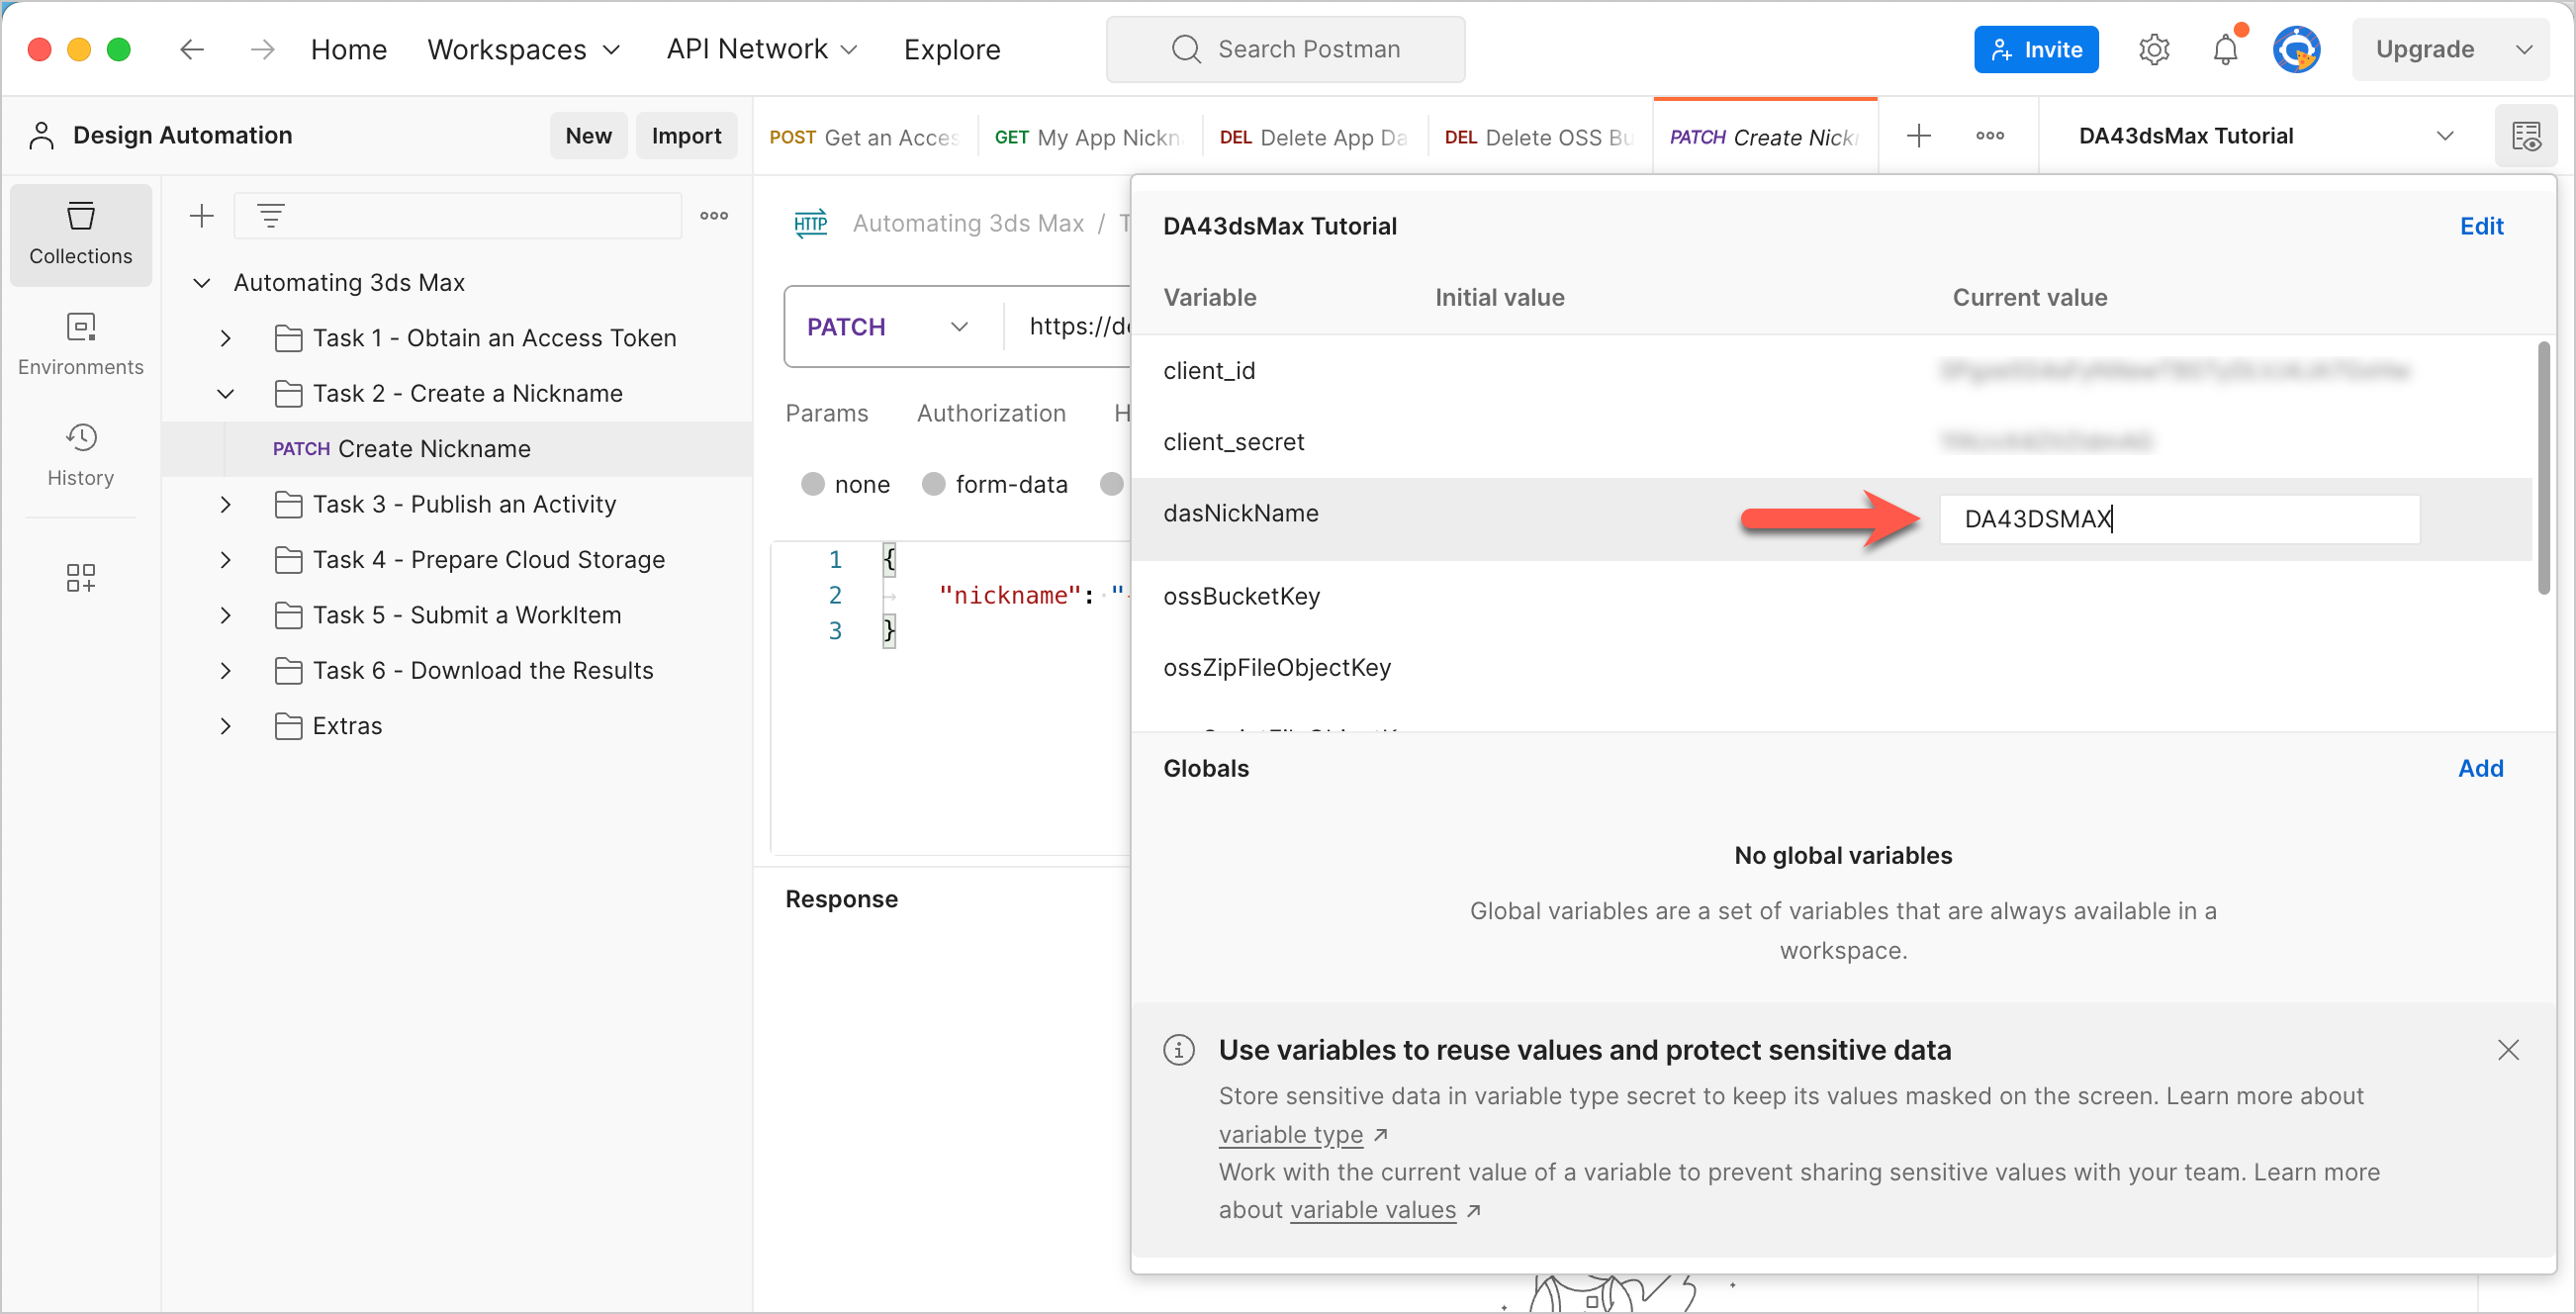 Home Workspaces API Network Explore Search Postman Invite Upgrade
Design Automation New Import
POST Get an Acces GET My App Nickn DEL Delete App Da DEL Delete OSS Bu PATCH Create Nick DA43dsMax Tutorial
Collections
Environments
History
Automating 3ds Max
Task 1 - Obtain an Access Token
Task 2 - Create a Nickname
PATCH Create Nickname
Task 3 - Publish an Activity
Task 4 - Prepare Cloud Storage
Task 5 - Submit a WorkItem
Task 6 - Download the Results
Extras
HTTP Automating 3ds Max / T
PATCH https://d
Params Authorization H
none form-data
1 {
2 "nickname": "
3 }
Response
DA43dsMax Tutorial Edit
Variable Initial value Current value
client_id
client_secret
dasNickName DA43DSMAX
ossBucketKey
ossZipFileObjectKey
Globals Add
No global variables
Global variables are a set of variables that are always available in a
workspace.
Use variables to reuse values and protect sensitive data
Store sensitive data in variable type secret to keep its values masked on the screen. Learn more about
variable type ↗
Work with the current value of a variable to prevent sharing sensitive values with your team. Learn more
about variable values ↗